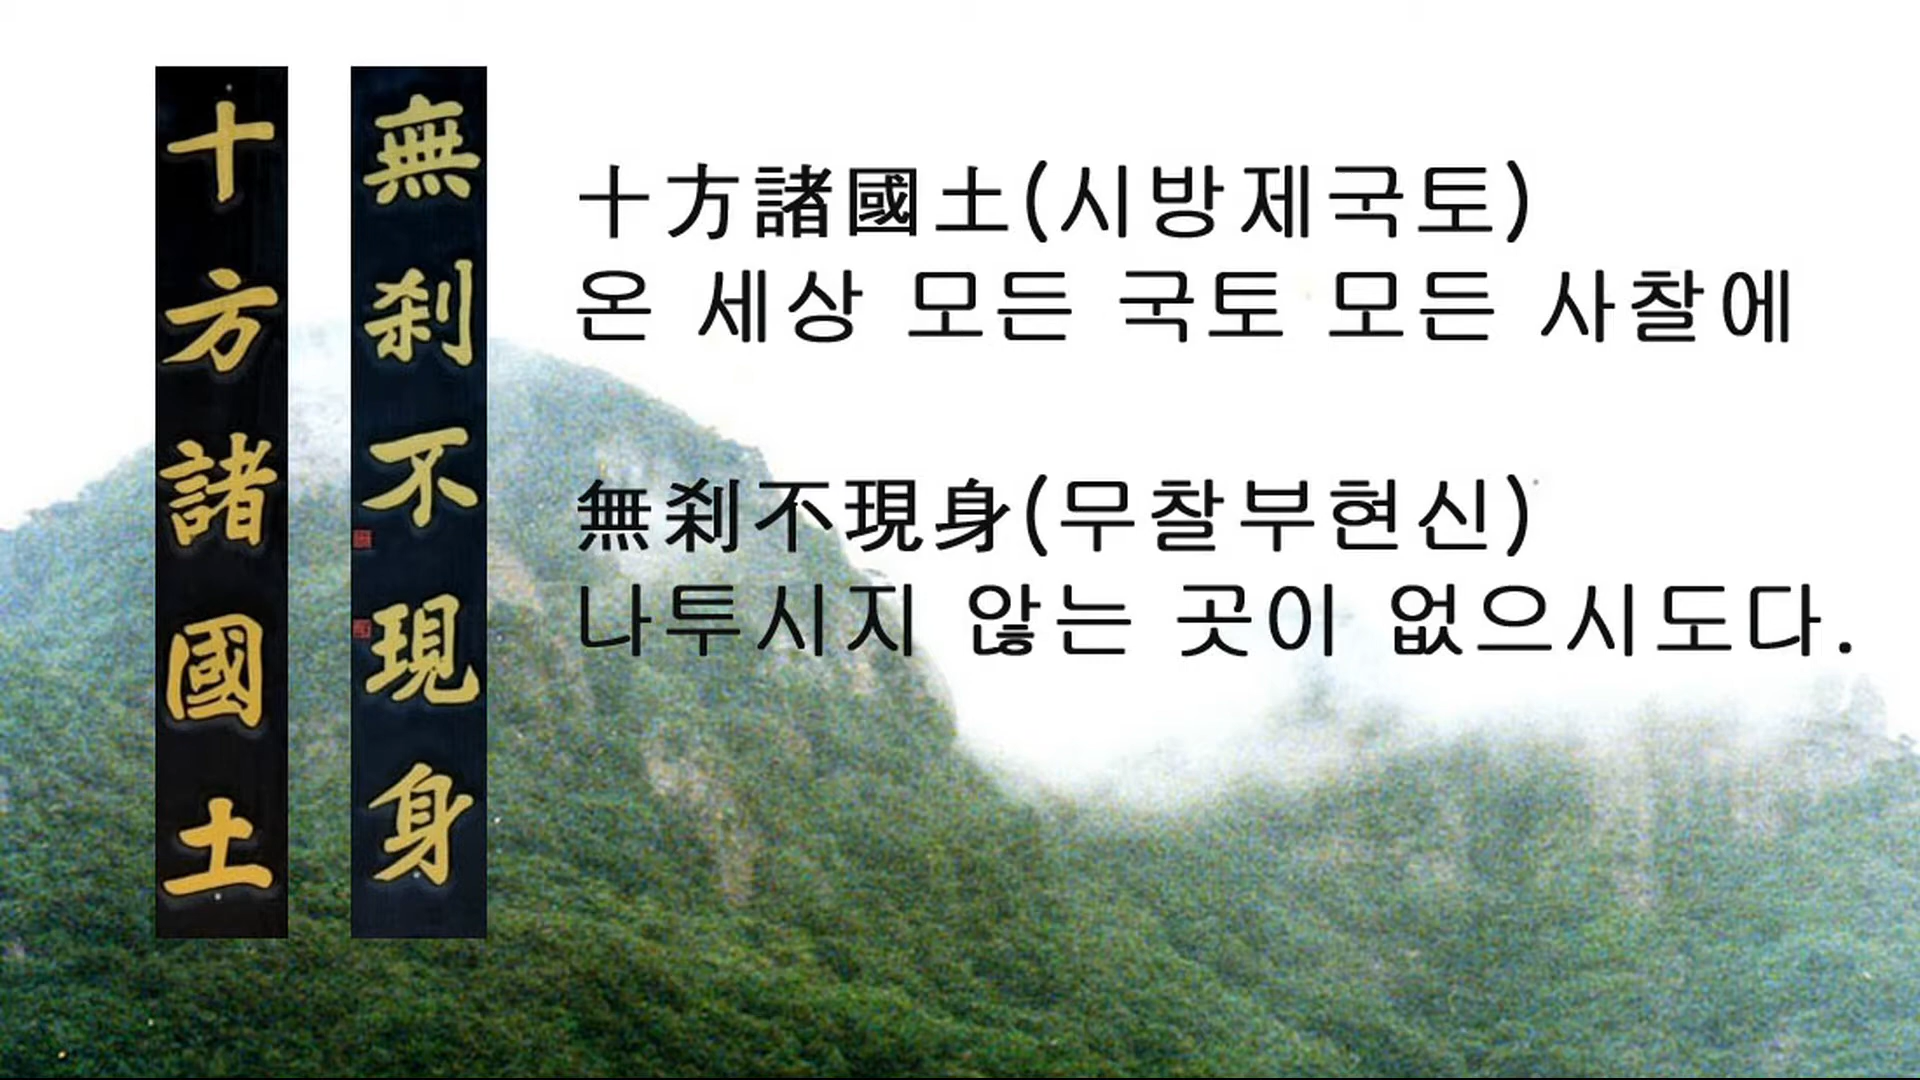 十方諸國土
無刹不現身
十方諸國土(시방제국토)
온 세상 모든 국토 모든 사찰에
無刹不現身(무찰부현신)
나투시지 않는 곳이 없으시도다.